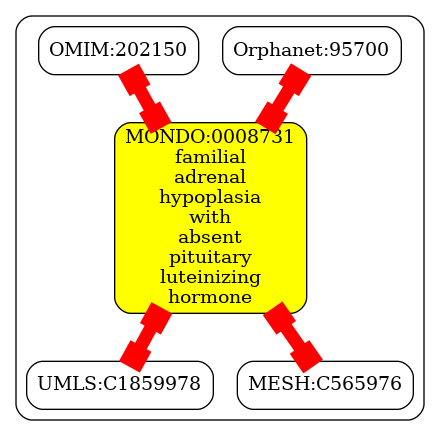 OMIM:202150
Orphanet:95700
MONDO:0008731
familial
adrenal
hypoplasia
with
absent
pituitary
luteinizing
hormone
UMLS:C1859978
MESH:C565976